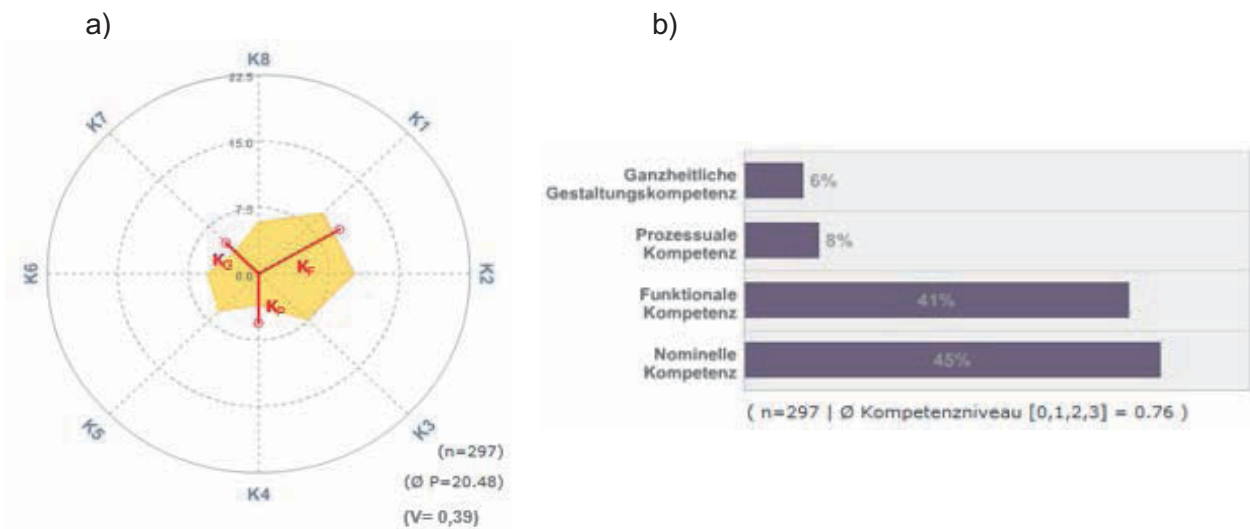 a)
K8
22.5
15.0
7.5
0.0
K1
K2
K3
K4
K5
K6
K7
KG
KF
KP
(n=297)
(Ø P=20.48)
(V= 0,39)
b)
Ganzheitliche
Gestaltungskompetenz
6%
Prozessuale
Kompetenz
8%
Funktionale
Kompetenz
41%
Nominelle
Kompetenz
45%
( n=297 | Ø Kompetenzniveau [0,1,2,3] = 0.76 )